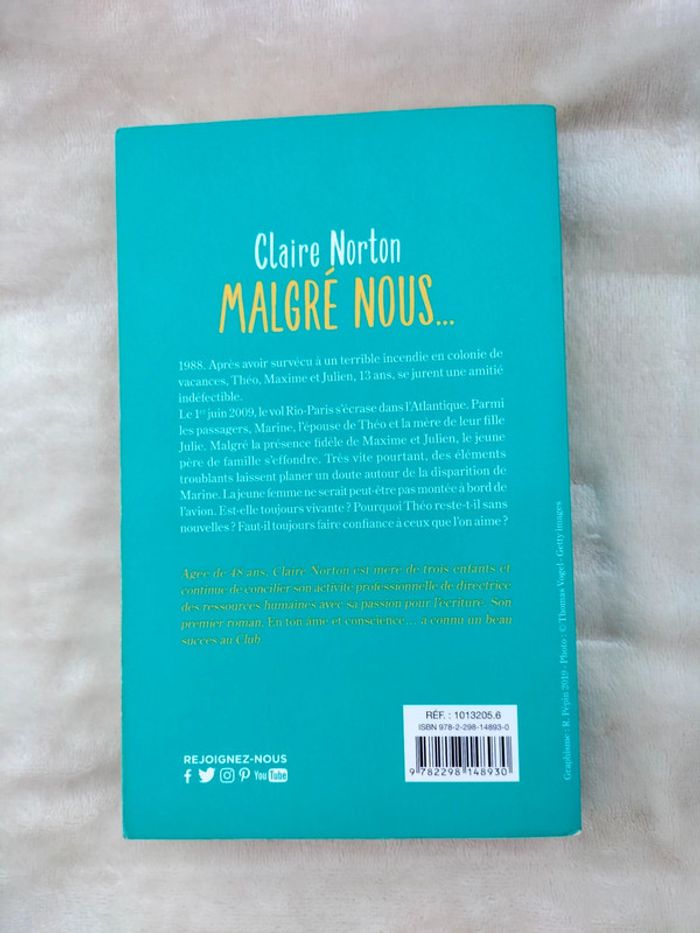 Claire Norton
MALGRÉ NOUS...
1988. Après avoir survécu à un terrible incendie en colonie de
vacances, Théo, Maxime et Julien, 13 ans, se jurent une amitié
indéfectible.
Le 1er juin 2009, le vol Rio-Paris s'écrase dans l'Atlantique. Parmi
les passagers, Marine, l'épouse de Théo et la mère de leur fille
Julie. Malgré la présence fidèle de Maxime et Julien, le jeune
père de famille s'effondre. Très vite pourtant, des éléments
troublants laissent planer un doute autour de la disparition de
Marine. La jeune femme ne serait peut-être pas montée à bord de
l'avion. Est-elle toujours vivante ? Pourquoi Théo reste-t-il sans
nouvelles ? Faut-il toujours faire confiance à ceux que l'on aime ?
Agée de 48 ans, Claire Norton est mère de trois enfants et
continue de concilier son activité professionnelle de directrice
des ressources humaines avec sa passion pour l'écriture. Son
premier roman, En ton âme et conscience... a connu un beau
succès au Club.
RÉF. : 1013205.6
ISBN 978-2-298-14893-0
9 782298 148930
REJOIGNEZ-NOUS
You Tube
Graphisme : R. Pépin 2019 - Photo : © Thomas Vogel - Getty images